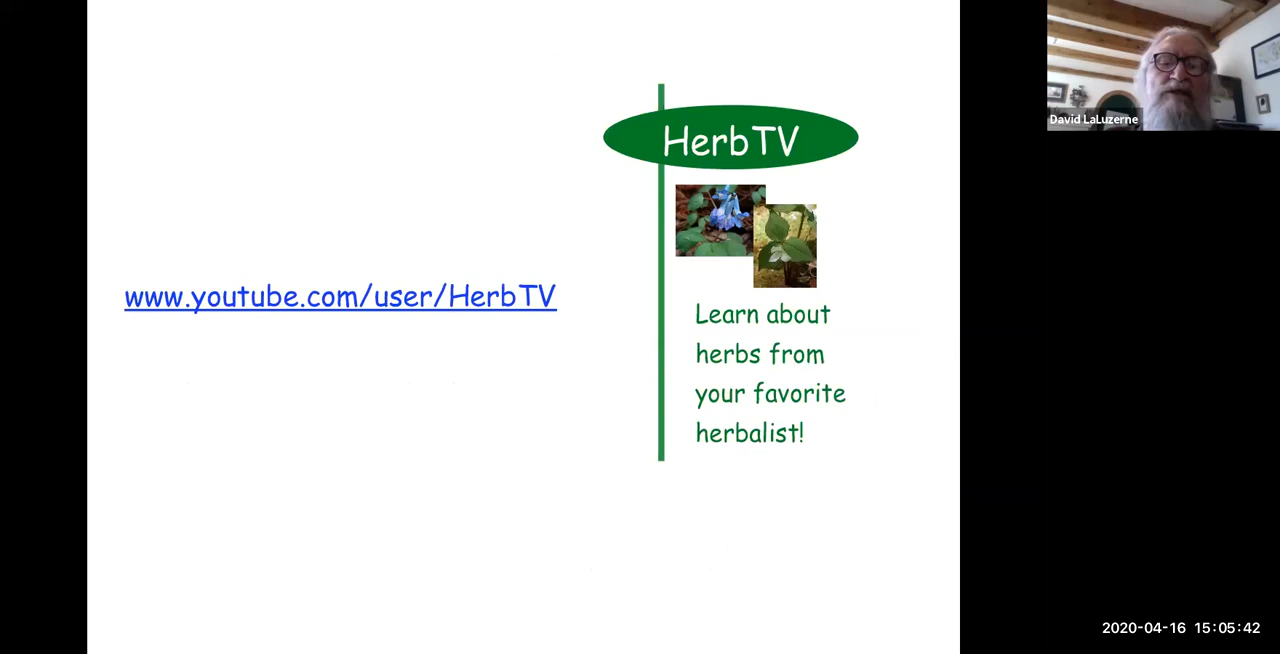 www.youtube.com/user/HerbTV
HerbTV
Learn about
herbs from
your favorite
herbalist!
David LaLuzerne
2020-04-16 15:05:42